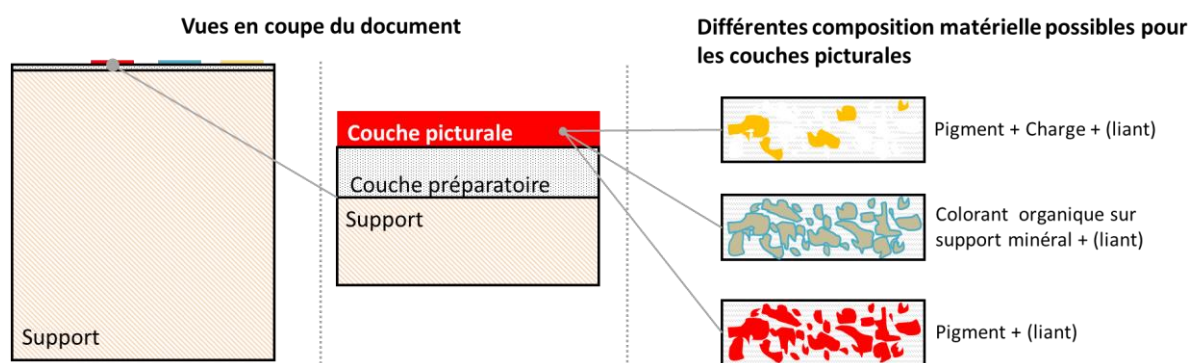 Vues en coupe du document
Différentes composition matérielle possibles pour
les couches picturales
Support
Couche picturale
Couche préparatoire
Support
Pigment + Charge + (liant)
Colorant organique sur
support minéral + (liant)
Pigment + (liant)